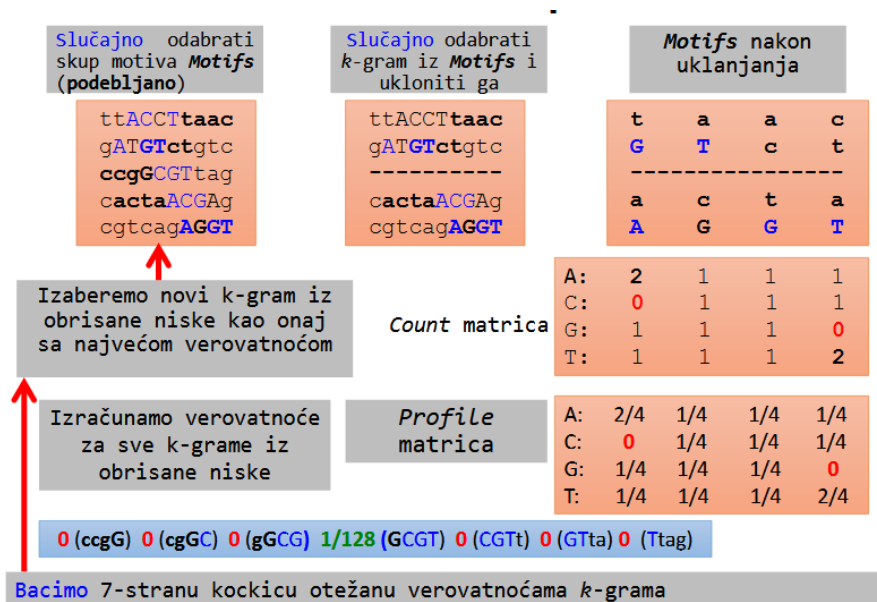 Slučajno odabrati
skup motiva Motifs
(podebljano)
Slučajno odabrati
k-gram iz Motifs i
ukloniti ga
Motifs nakon
uklanjanja
ttACCTtaac
gATGTctgtc
ccgGCGTtag
cactaACGAg
cgtcagAGGT
ttACCTtaac
gATGTctgtc
----------
cactaACGAg
cgtcagAGGT
t a a c
G T c t
----------------
a c t a
A G G T
Izaberemo novi k-gram iz
obrisane niske kao onaj
sa najvećom verovatnoćom
Count matrica
A: 2 1 1 1
C: 0 1 1 1
G: 1 1 1 0
T: 1 1 1 2
Izračunamo verovatnoće
za sve k-grame iz
obrisane niske
Profile
matrica
A: 2/4 1/4 1/4 1/4
C: 0 1/4 1/4 1/4
G: 1/4 1/4 1/4 0
T: 1/4 1/4 1/4 2/4
0 (ccgG) 0 (cgGC) 0 (gGCG) 1/128 (GCGT) 0 (CGTt) 0 (GTta) 0 (Ttag)
Bacimo 7-stranu kockicu otežanu verovatnoćama k-grama